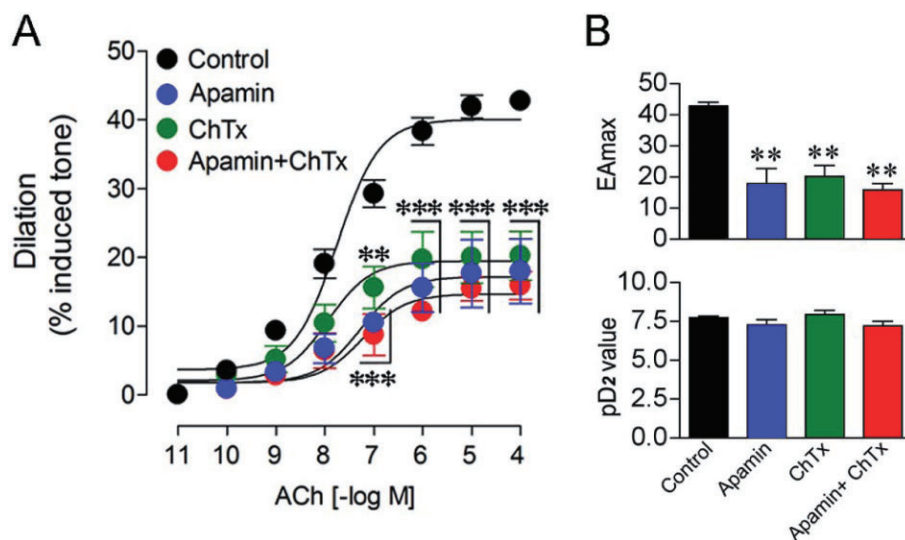 A
Dilation
(% induced tone)
50
40
30
20
10
0
Control
Apamin
ChTx
Apamin+ChTx
**
***
***
***
***
11 10 9 8 7 6 5 4
ACh [-log M]
B
EAmax
50
40
30
20
10
0
** ** **
pD2 value
10.0
7.5
5.0
2.5
0.0
Control Apamin ChTx Apamin+ ChTx